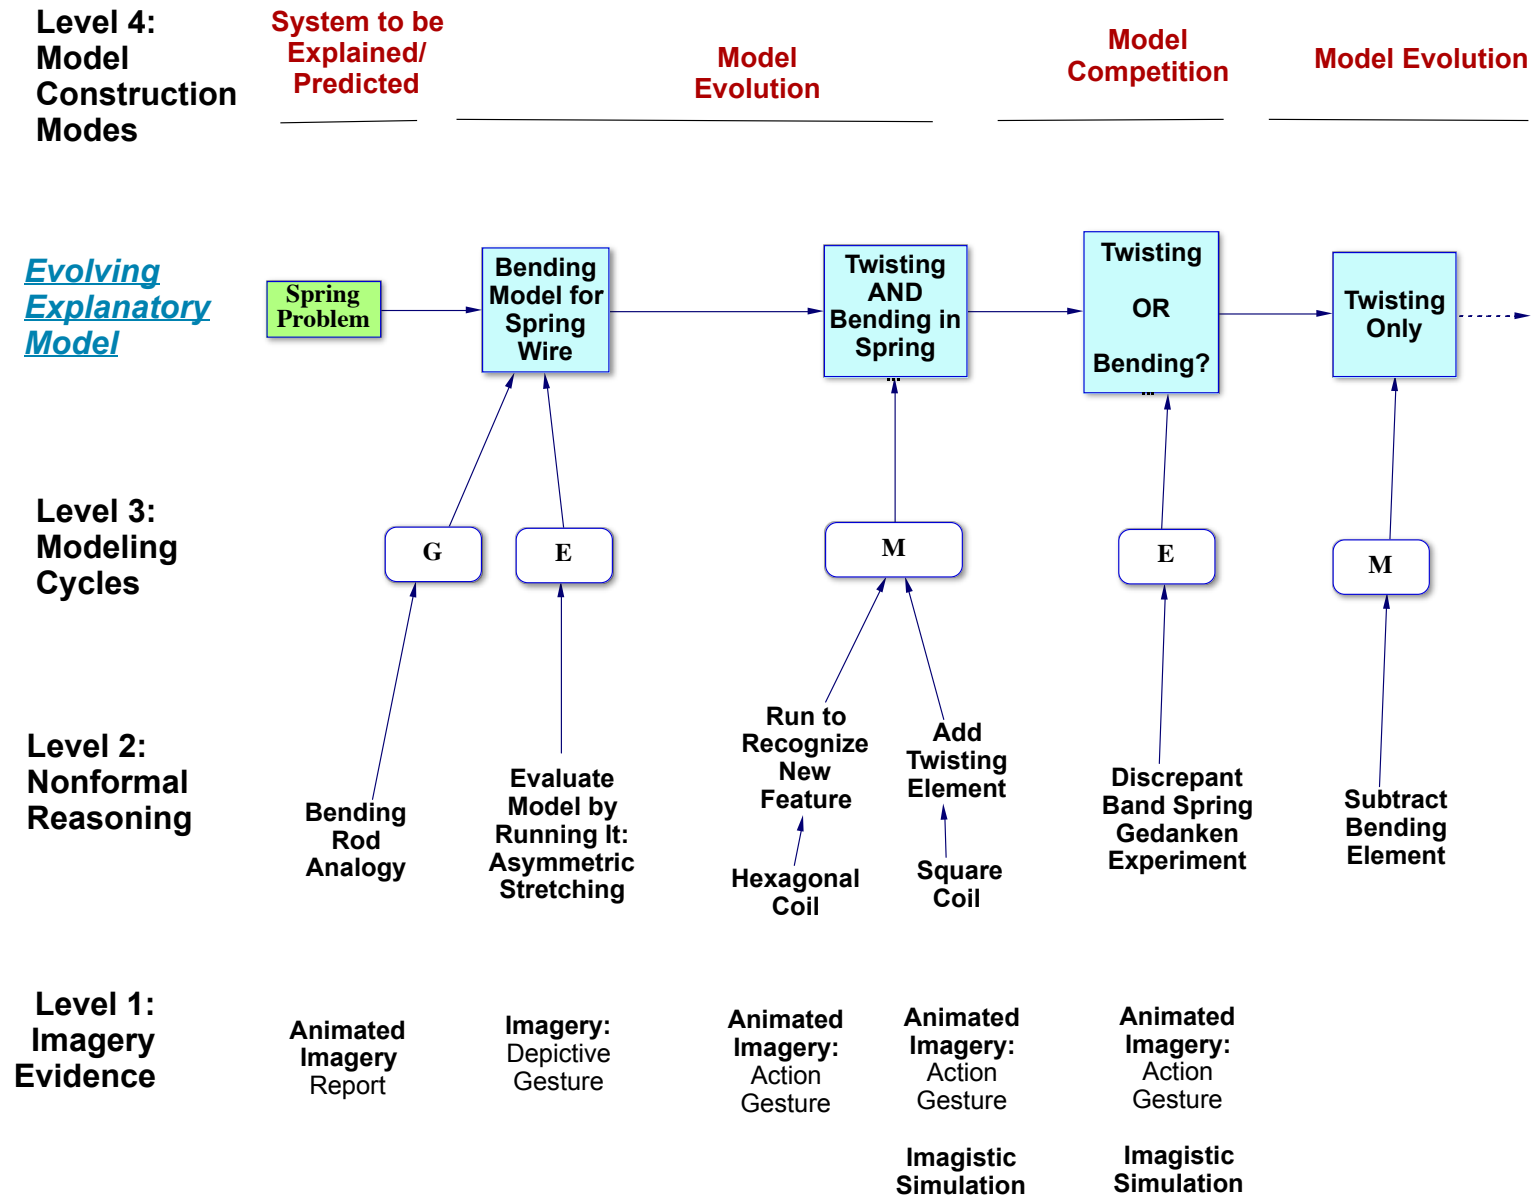 Level 4:
Model
Construction
Modes
System to be
Explained/
Predicted
Model
Evolution
Model
Competition
Model Evolution
Evolving
Explanatory
Model
Spring
Problem
Bending
Model for
Spring
Wire
Twisting
AND
Bending in
Spring
...
Twisting
OR
Bending?
...
Twisting
Only
Level 3:
Modeling
Cycles
G
E
M
E
M
Level 2:
Nonformal
Reasoning
Bending
Rod
Analogy
Evaluate
Model by
Running It:
Asymmetric
Stretching
Run to
Recognize
New
Feature
Hexagonal
Coil
Add
Twisting
Element
Square
Coil
Discrepant
Band Spring
Gedanken
Experiment
Subtract
Bending
Element
Level 1:
Imagery
Evidence
Animated
Imagery
Report
Imagery:
Depictive
Gesture
Animated
Imagery:
Action
Gesture
Animated
Imagery:
Action
Gesture
Imagistic
Simulation
Animated
Imagery:
Action
Gesture
Imagistic
Simulation